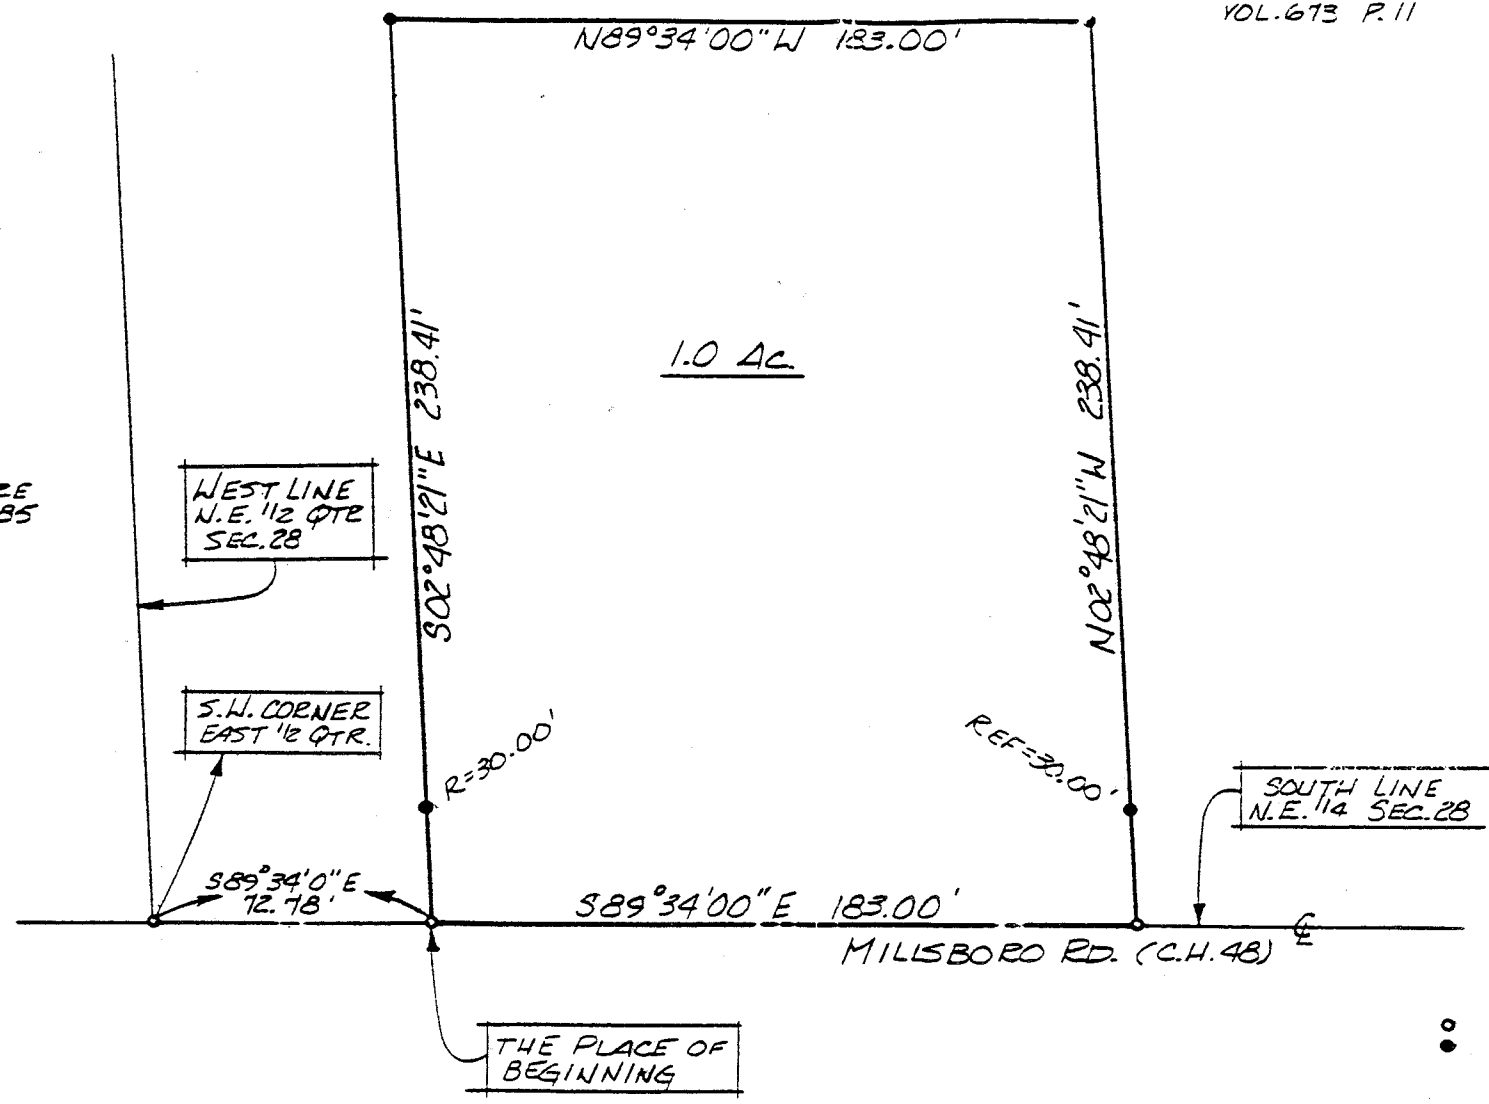 VOL. 673 P. 11
N89°34'00"W 183.00'
S02°48'21"E 238.41'
N02°48'21"W 238.41'
1.0 AC.
WEST LINE
N.E. 1/2 QTR
SEC. 28
85
S.W. CORNER
EAST 1/2 QTR.
R=30.00'
REF=30.00'
SOUTH LINE
N.E. 1/4 SEC. 28
S89°34'0"E
72.78'
S89°34'00"E 183.00'
MILLSBORO RD. (C.H. 48)
THE PLACE OF
BEGINNING